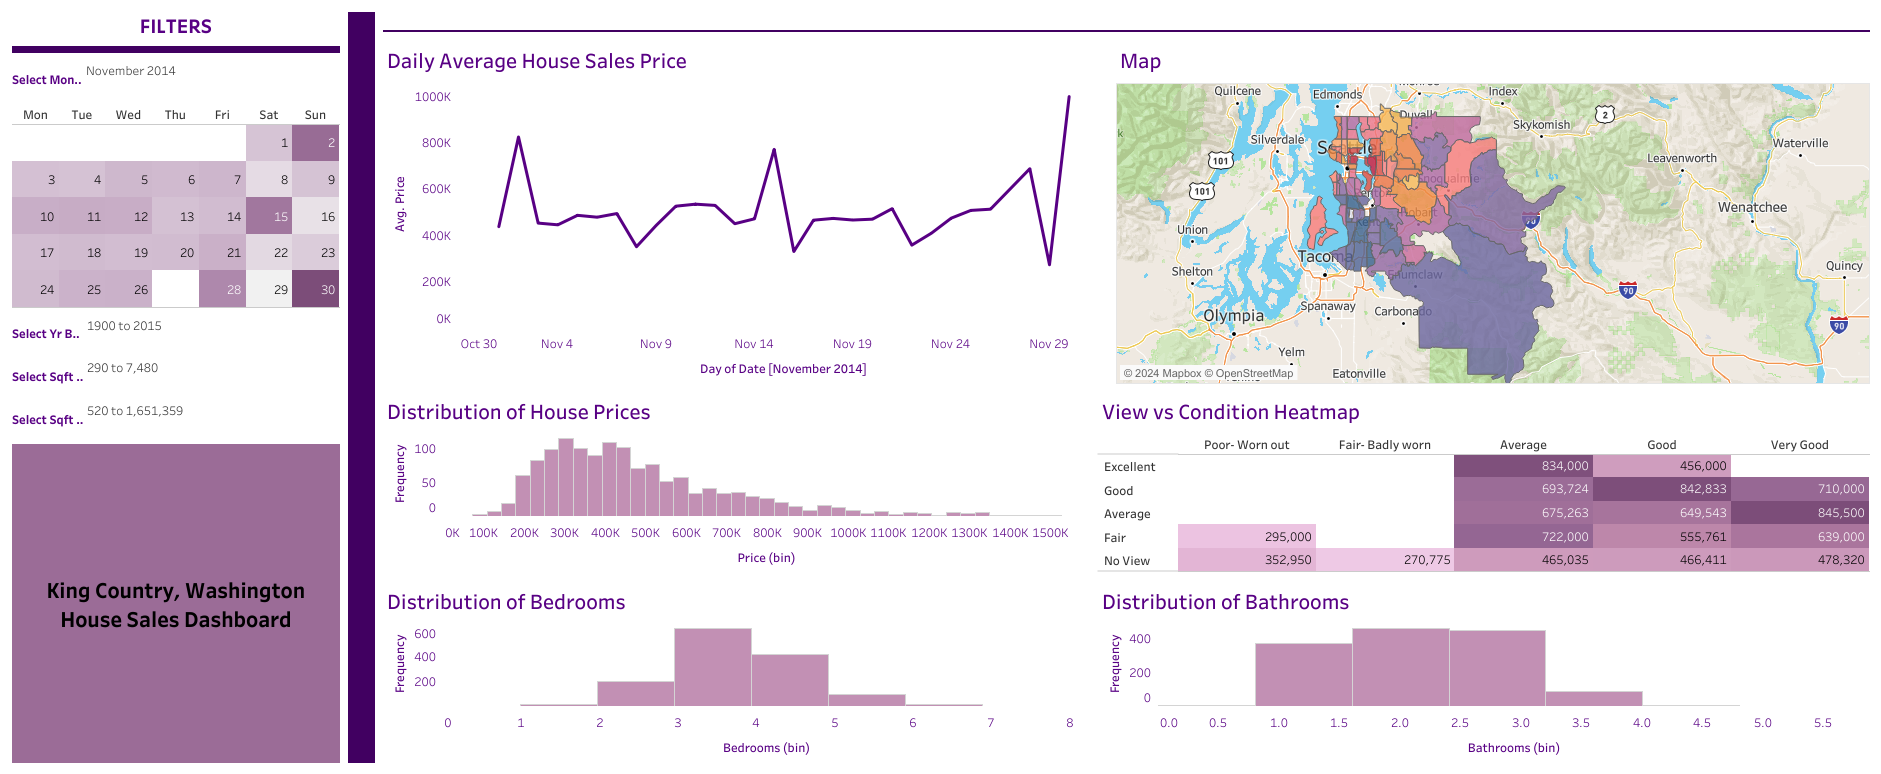 FILTERS
Select Mon.. November 2014
Mon Tue Wed Thu Fri Sat Sun
1 2
3 4 5 6 7 8 9
10 11 12 13 14 15 16
17 18 19 20 21 22 23
24 25 26 28 29 30
Select Yr B.. 1900 to 2015
Select Sqft .. 290 to 7,480
Select Sqft .. 520 to 1,651,359
King Country, Washington
House Sales Dashboard
Daily Average House Sales Price
Avg. Price
1000K
800K
600K
400K
200K
0K
Oct 30 Nov 4 Nov 9 Nov 14 Nov 19 Nov 24 Nov 29
Day of Date [November 2014]
Map
Quilcene
Edmonds
Index
Duvall
Skykomish
2
Silverdale
Seattle
101
Leavenworth
Waterville
Snoqualmie
101
Hobart
Wenatchee
Union
90
Tacoma
Shelton
Enumclaw
Quincy
90
Spanaway
Carbonado
Olympia
90
Yelm
Eatonville
© 2024 Mapbox © OpenStreetMap
Distribution of House Prices
Frequency
100
50
0
0K 100K 200K 300K 400K 500K 600K 700K 800K 900K 1000K 1100K 1200K 1300K 1400K 1500K
Price (bin)
View vs Condition Heatmap
Poor- Worn out Fair- Badly worn Average Good Very Good
Excellent 834,000 456,000
Good 693,724 842,833 710,000
Average 675,263 649,543 845,500
Fair 295,000 722,000 555,761 639,000
No View 352,950 270,775 465,035 466,411 478,320
Distribution of Bedrooms
Frequency
600
400
200
0 1 2 3 4 5 6 7 8
Bedrooms (bin)
Distribution of Bathrooms
Frequency
400
200
0
0.0 0.5 1.0 1.5 2.0 2.5 3.0 3.5 4.0 4.5 5.0 5.5
Bathrooms (bin)